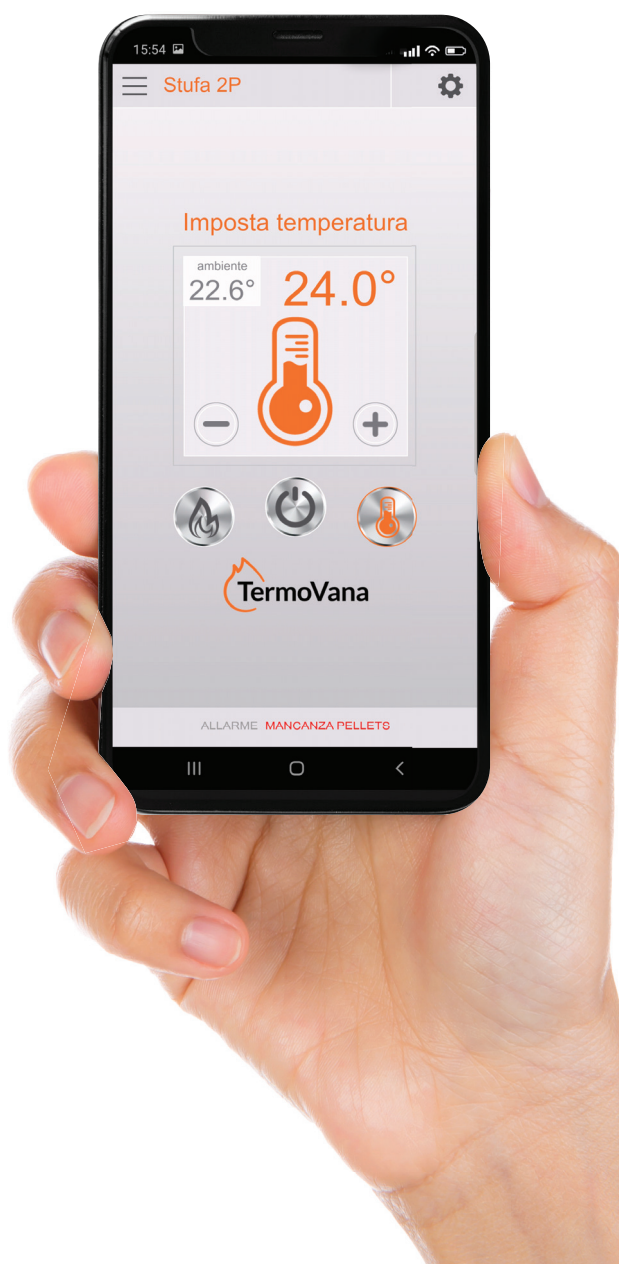 15:54
Stufa 2P
Imposta temperatura
ambiente
22.6° 24.0°
TermoVana
ALLARME MANCANZA PELLETS